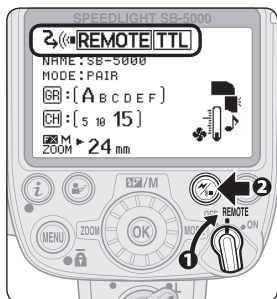 SPEEDLIGHT SB-5000
REMOTE TTL
NAME:SB-5000
MODE:PAIR
GR:(A B C D E F)
CH:(5 10 15)
FX M
ZOOM 24 mm
i
/M
2
MENU
ZOOM
OK
MODE
OFF REMOTE
ON
1